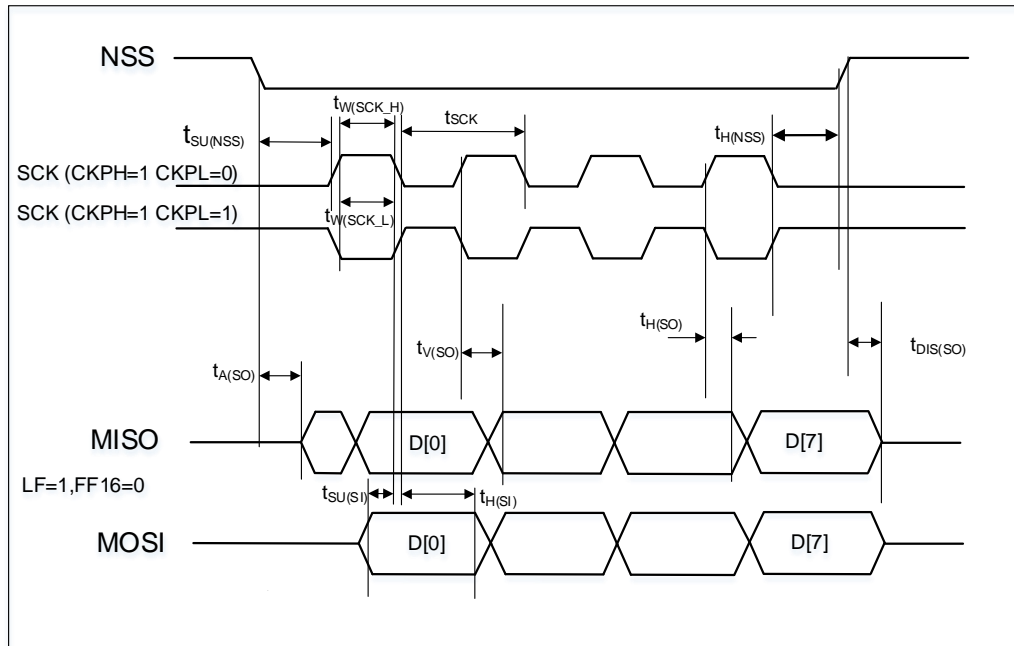 NSS
tW(SCK_H)
tSCK
tSU(NSS)
tH(NSS)
SCK (CKPH=1 CKPL=0)
SCK (CKPH=1 CKPL=1)
tW(SCK_L)
tV(SO)
tH(SO)
tDIS(SO)
tA(SO)
MISO
D[0]
D[7]
LF=1,FF16=0
tSU(SI)
tH(SI)
MOSI
D[0]
D[7]